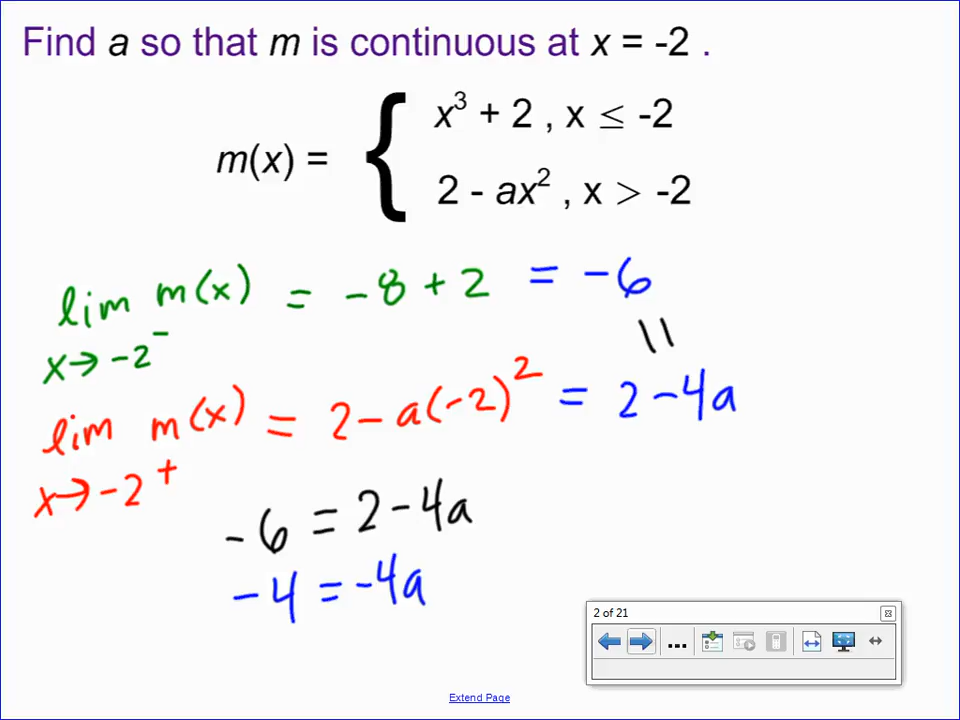 Find a so that m is continuous at x = -2 .
m(x) = { x³ + 2 , x ≤ -2
2 - ax² , x > -2
lim m(x) = -8 + 2 = -6
x→-2⁻
||
lim m(x) = 2 - a(-2)² = 2 - 4a
x→-2⁺
-6 = 2 - 4a
-4 = -4a
2 of 21
...
Extend Page